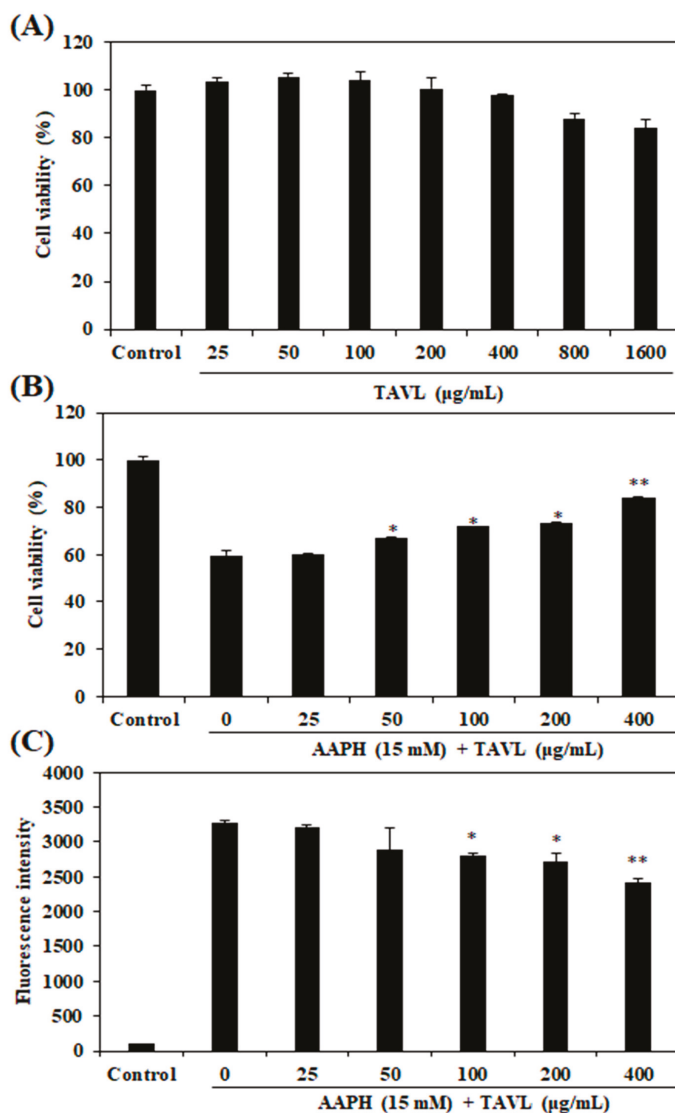 (A)
120
100
80
60
40
20
0
Cell viability (%)
Control 25 50 100 200 400 800 1600
TAVL (µg/mL)
(B)
120
100
80
60
40
20
0
Cell viability (%)
* * * **
Control 0 25 50 100 200 400
AAPH (15 mM) + TAVL (µg/mL)
(C)
4000
3500
3000
2500
2000
1500
1000
500
0
Fluorescence intensity
* * **
Control 0 25 50 100 200 400
AAPH (15 mM) + TAVL (µg/mL)